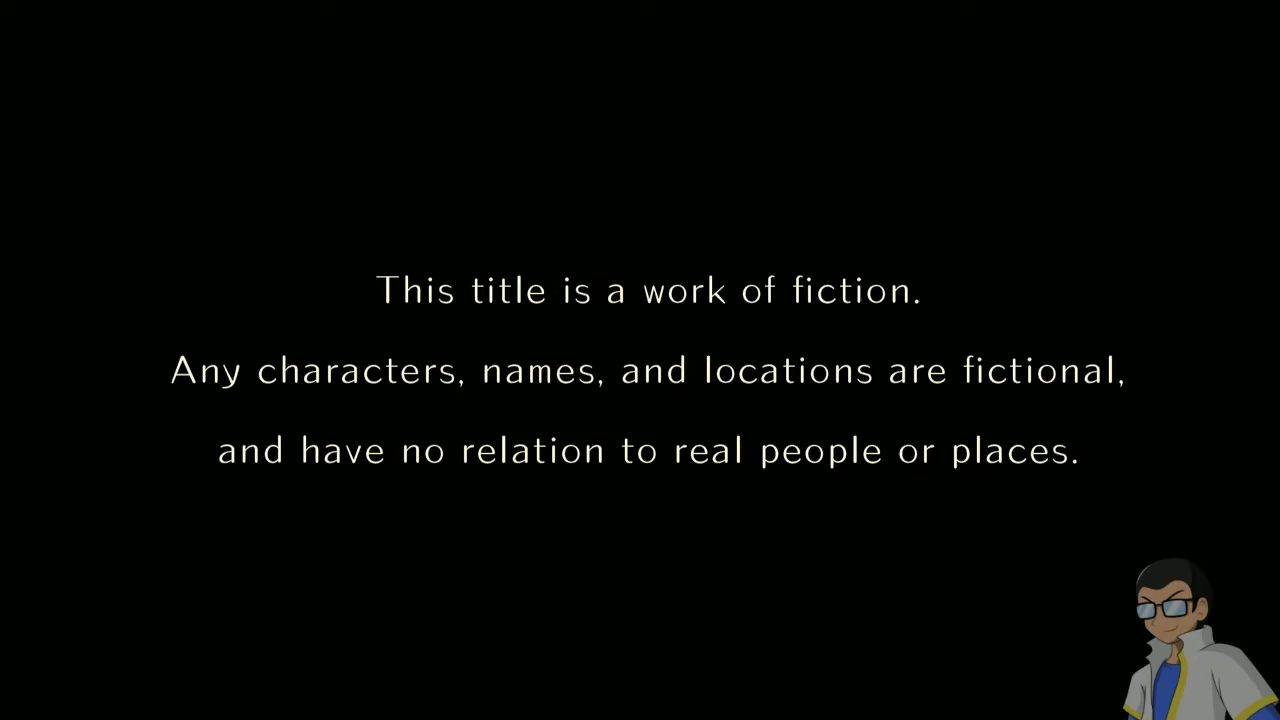 This title is a work of fiction.
Any characters, names, and locations are fictional,
and have no relation to real people or places.